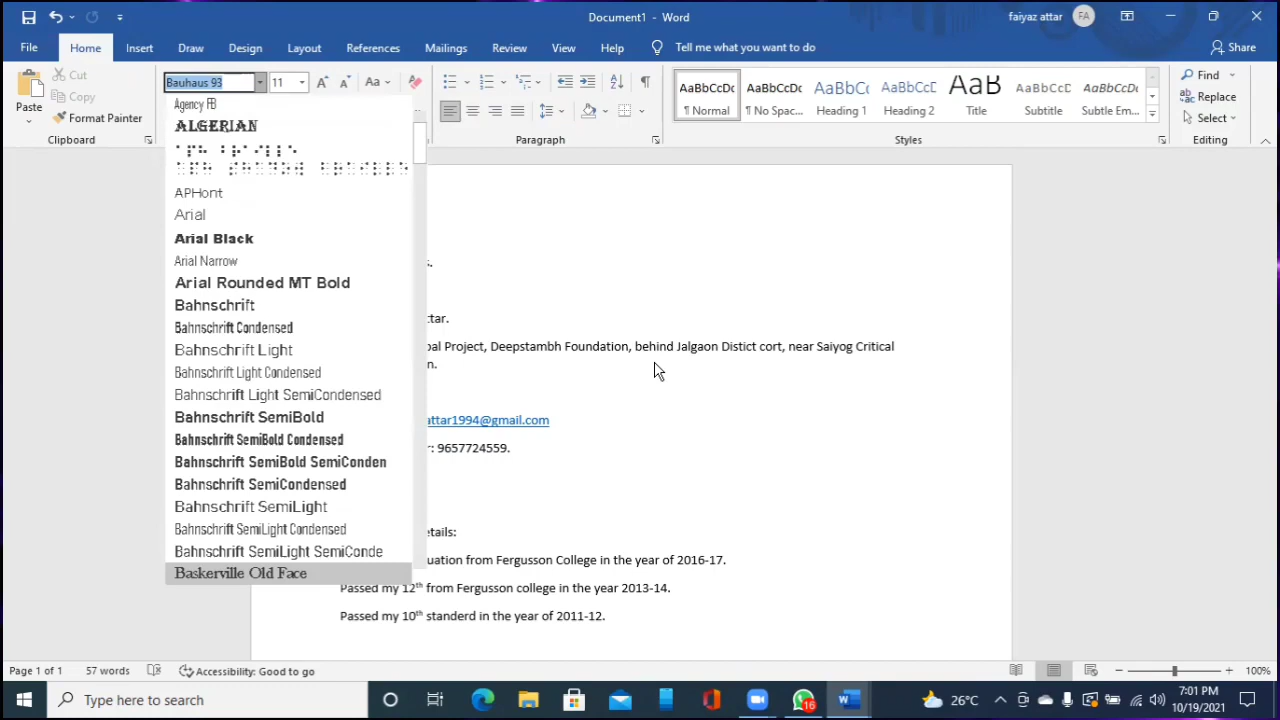 Document1 - Word
faiyaz attar FA
File Home Insert Draw Design Layout References Mailings Review View Help Tell me what you want to do Share
Cut Bauhaus 93 11 Aa Find
Copy Replace
Paste Format Painter Select
AaBbCcDc AaBbCcDc AaBbCc AaBbCcD AaB AaBbCcD AaBbCcD
¶ Normal ¶ No Spac... Heading 1 Heading 2 Title Subtitle Subtle Em...
Clipboard Paragraph Styles Editing
Agency FB
ALGERIAN
APHont
Arial
Arial Black
Arial Narrow
Arial Rounded MT Bold
Bahnschrift
Bahnschrift Condensed
Bahnschrift Light
Bahnschrift Light Condensed
Bahnschrift Light SemiCondensed
Bahnschrift SemiBold
Bahnschrift SemiBold Condensed
Bahnschrift SemiBold SemiConden
Bahnschrift SemiCondensed
Bahnschrift SemiLight
Bahnschrift SemiLight Condensed
Bahnschrift SemiLight SemiConde
Baskerville Old Face
s.
ttar.
Project, Deepstambh Foundation, behind Jalgaon Distict cort, near Saiyog Critical
n.
attar1994@gmail.com
r: 9657724559.
etails:
uation from Fergusson College in the year of 2016-17.
Passed my 12th from Fergusson college in the year 2013-14.
Passed my 10th standerd in the year of 2011-12.
Page 1 of 1 57 words Accessibility: Good to go 100%
Type here to search 16 26°C 7:01 PM
10/19/2021